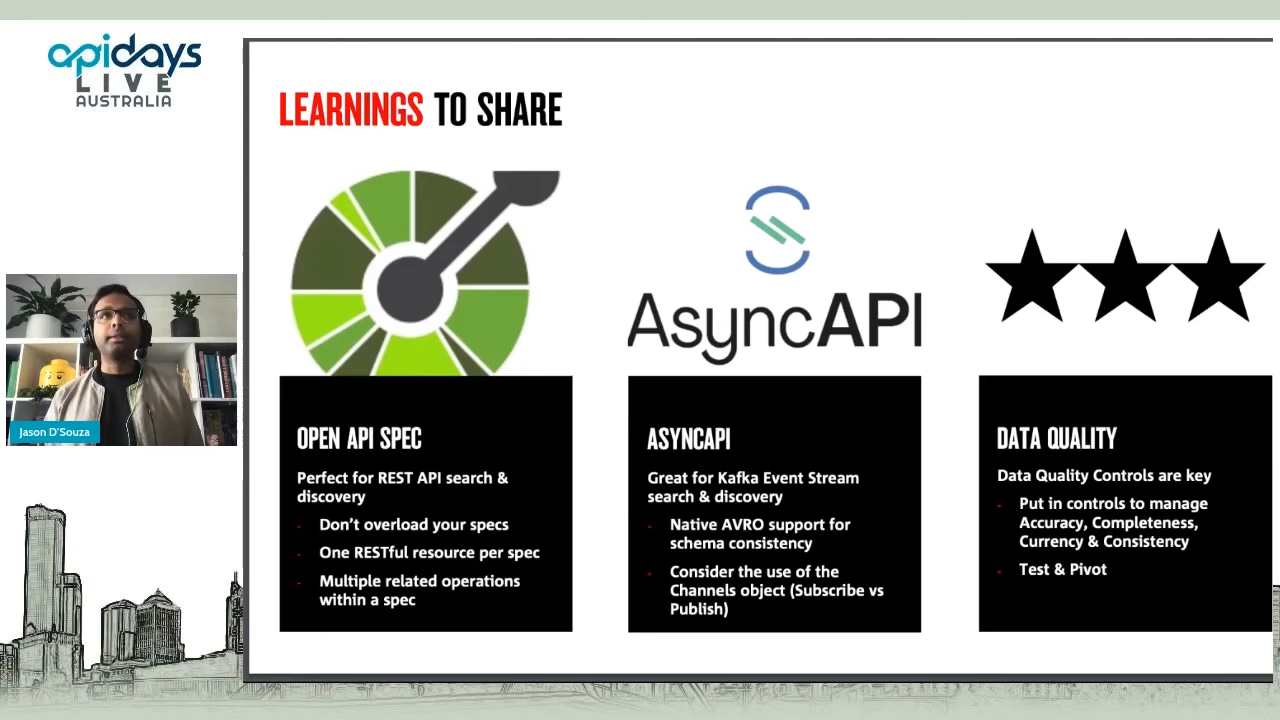 apidays
LIVE
AUSTRALIA
LEARNINGS TO SHARE
AsyncAPI
Jason D'Souza
OPEN API SPEC
Perfect for REST API search &
discovery
- Don't overload your specs
- One RESTful resource per spec
- Multiple related operations
within a spec
ASYNCAPI
Great for Kafka Event Stream
search & discovery
- Native AVRO support for
schema consistency
- Consider the use of the
Channels object (Subscribe vs
Publish)
DATA QUALITY
Data Quality Controls are key
- Put in controls to manage
Accuracy, Completeness,
Currency & Consistency
- Test & Pivot